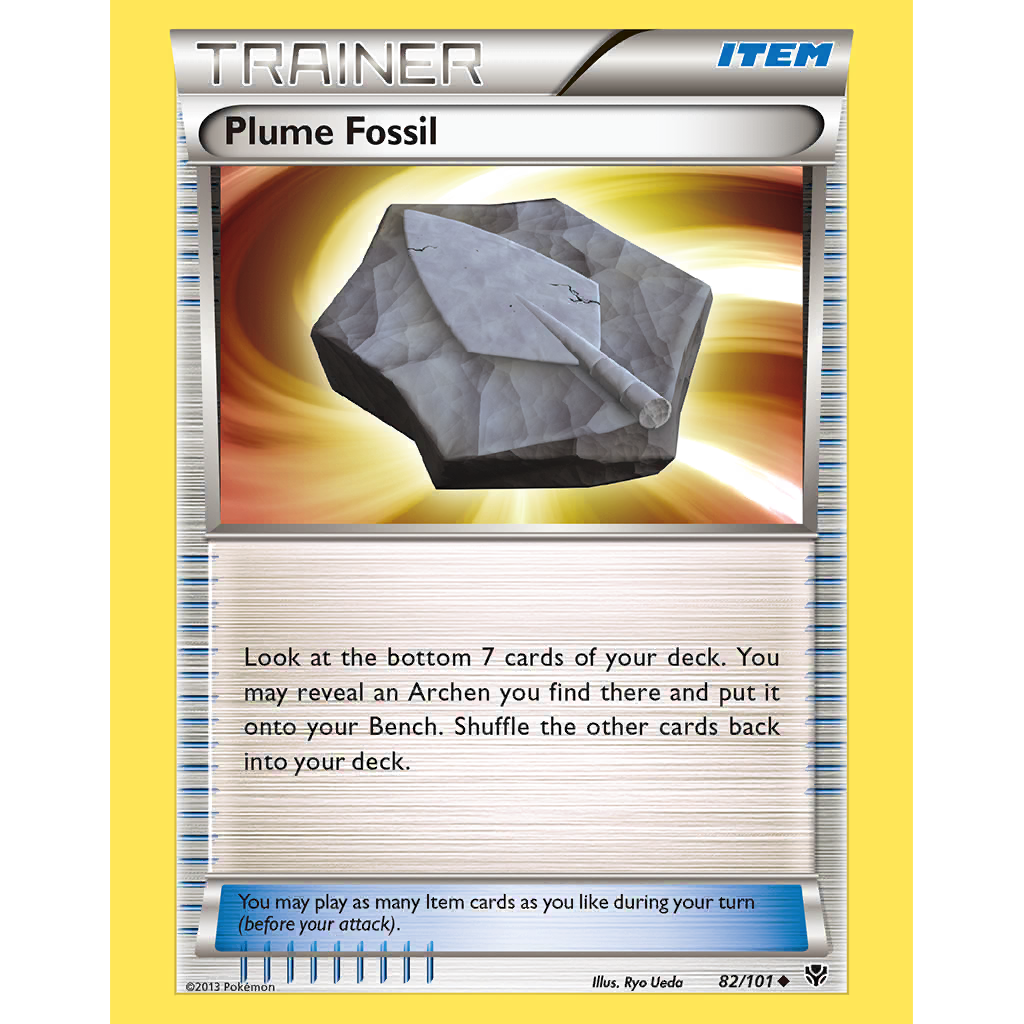 TRAINER
ITEM
Plume Fossil
Look at the bottom 7 cards of your deck. You
may reveal an Archen you find there and put it
onto your Bench. Shuffle the other cards back
into your deck.
You may play as many Item cards as you like during your turn
(before your attack).
©2013 Pokémon
Illus. Ryo Ueda
82/101